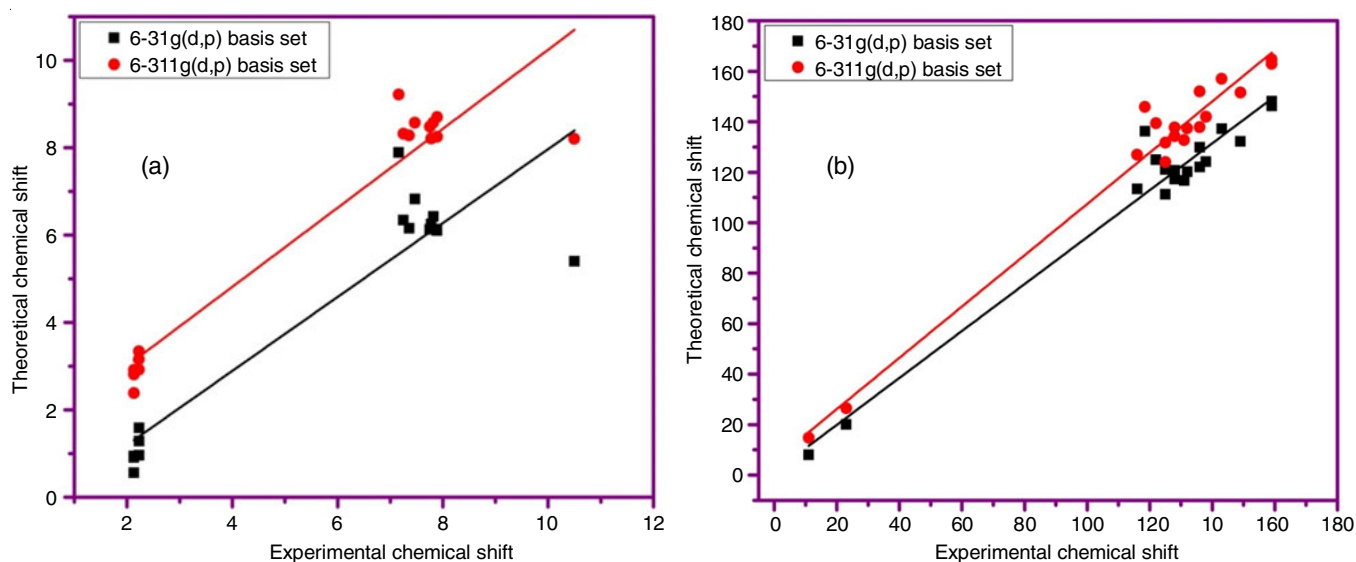 6-31g(d,p) basis set
6-311g(d,p) basis set
(a)
Theoretical chemical shift
10
8
6
4
2
0
2 4 6 8 10 12
Experimental chemical shift
6-31g(d,p) basis set
6-311g(d,p) basis set
(b)
Theoretical chemical shift
180
160
140
120
100
80
60
40
20
0
0 20 40 60 80 100 120 10 160 180
Experimental chemical shift